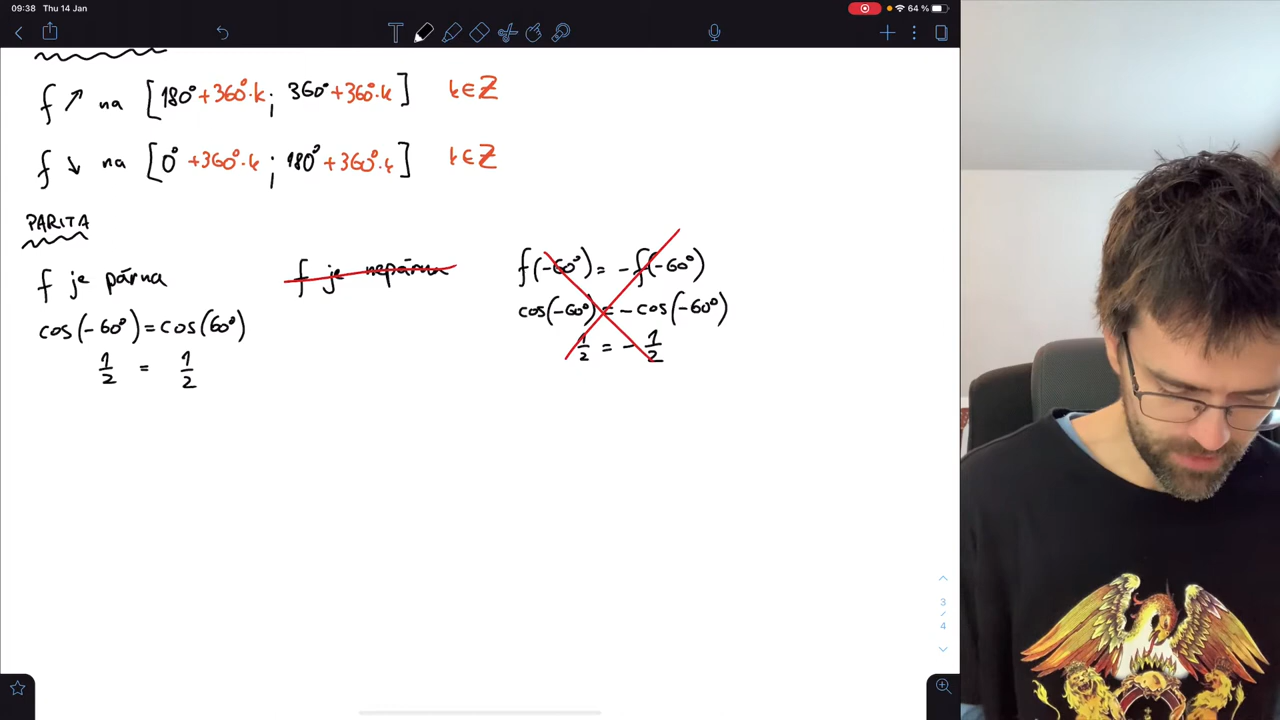 09:38 Thu 14 Jan
64 %
f ↗ na [180°+360°·k; 360°+360°·k] k∈Z
f ↘ na [0°+360°·k; 180°+360°·k] k∈Z
PARITA
f je párna
cos(-60°)=cos(60°)
1/2 = 1/2
f je nepárna
f(-60°)= -f(-60°)
cos(-60°)= -cos(-60°)
1/2 = -1/2
3
/
4